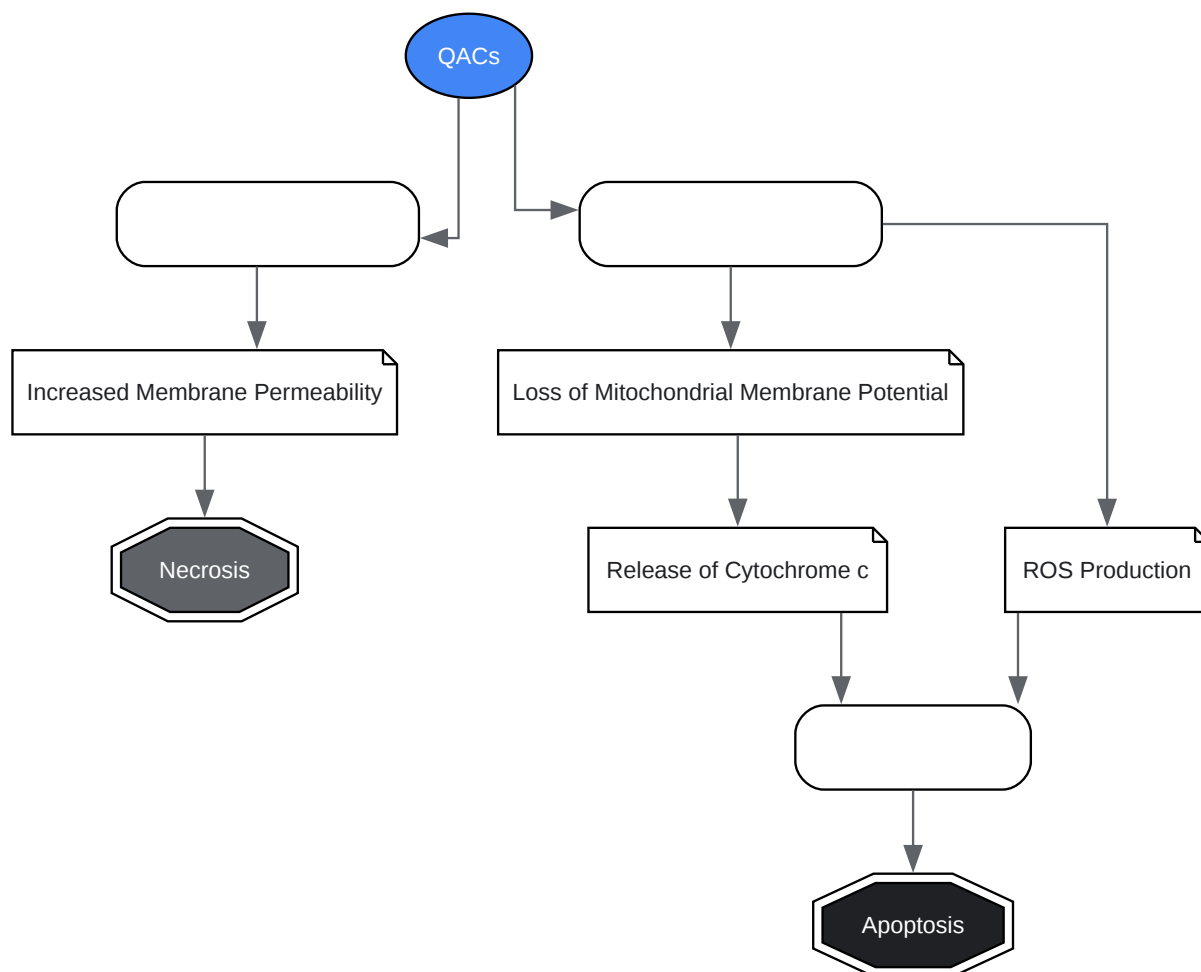 QACs
Increased Membrane Permeability
Loss of Mitochondrial Membrane Potential
Necrosis
Release of Cytochrome c
ROS Production
Apoptosis